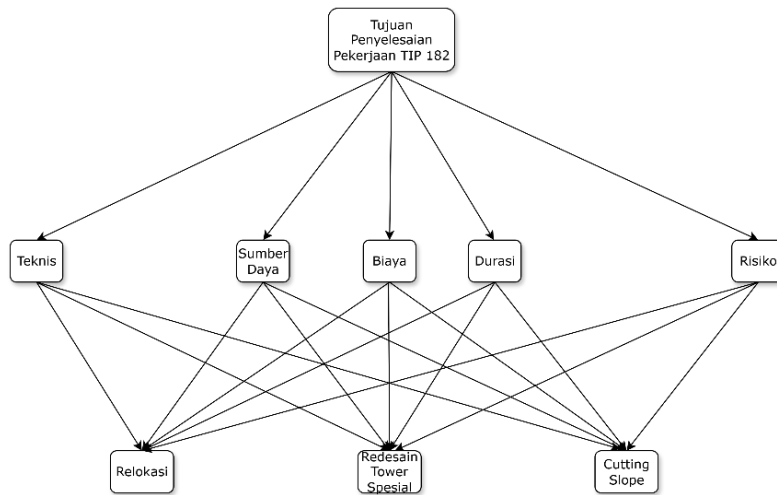 Tujuan
Penyelesaian
Pekerjaan TIP 182
Teknis
Sumber
Daya
Biaya
Durasi
Risiko
Relokasi
Redesain
Tower
Spesial
Cutting
Slope